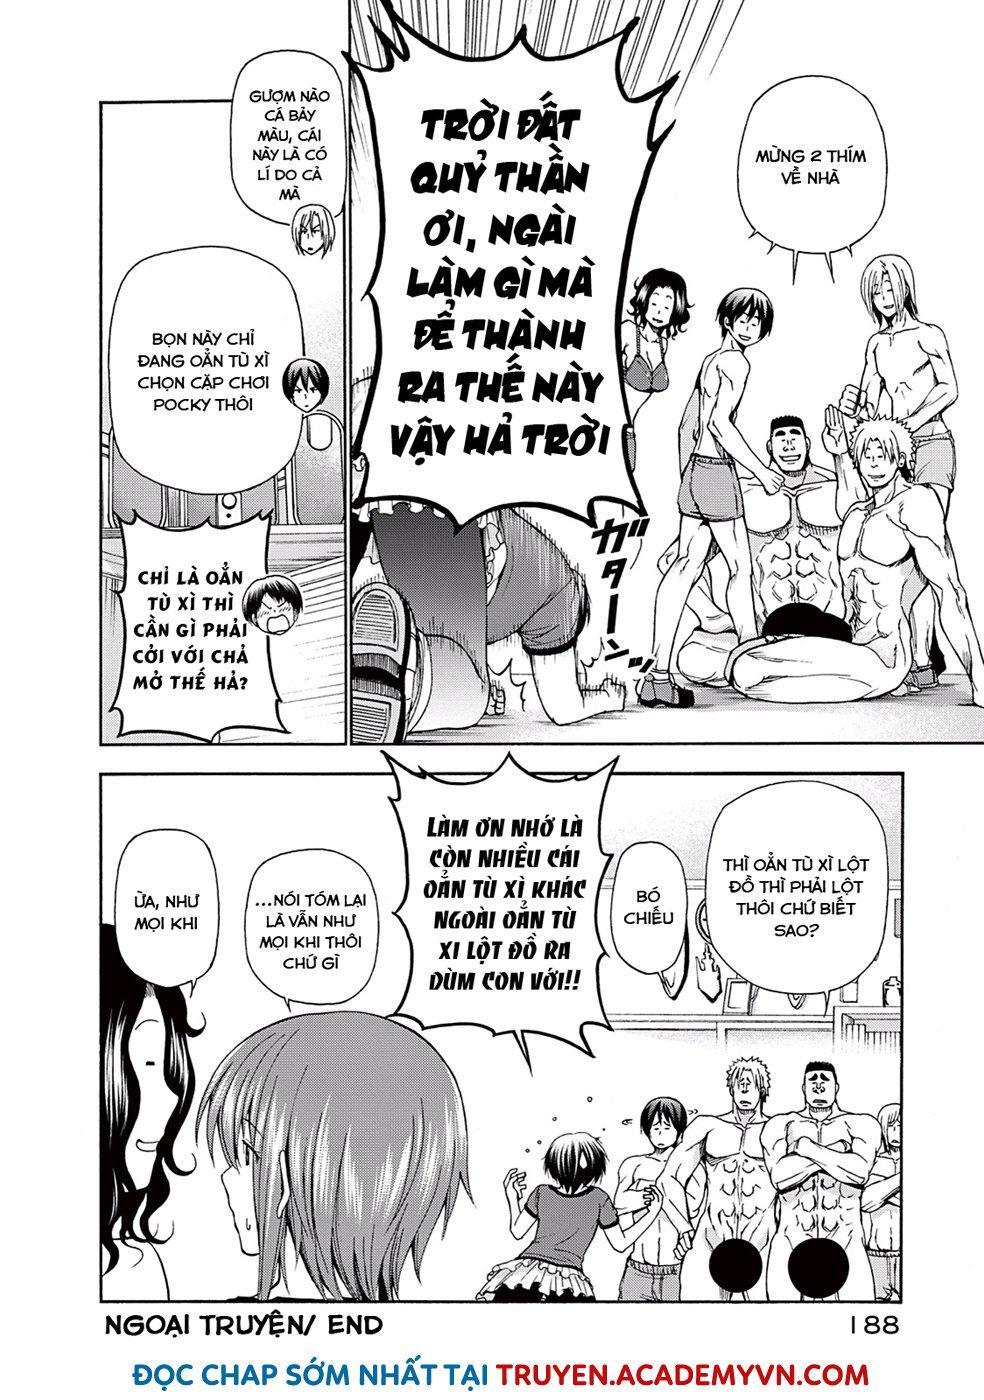 MỪNG 2 THÍM
VỀ NHÀ
TRỜI ĐẤT
QUỶ THẦN
ƠI, NGÀI
LÀM GÌ MÀ
ĐỂ THÀNH
RA THẾ NÀY
VẬY HẢ TRỜI
ガターン
GƯỢM NÀO
CÁ BẢY
MÀU, CÁI
NÀY LÀ CÓ
LÍ DO CẢ
MÀ
BỌN NÀY CHỈ
ĐANG OẲN TÙ XÌ
CHỌN CẶP CHƠI
POCKY THÔI
CHỈ LÀ OẲN
TÙ XÌ THÌ
CẦN GÌ PHẢI
CỞI VỚI CHẢ
MỞ THẾ HẢ?
THÌ OẲN TÙ XÌ LỘT
ĐỒ THÌ PHẢI LỘT
THÔI CHỨ BIẾT
SAO?
BÓ
CHIẾU
LÀM ƠN NHỚ LÀ
CÒN NHIỀU CÁI
OẲN TÙ XÌ KHÁC
NGOÀI OẲN TÙ
XI LỘT ĐỒ RA
DÙM CON VỚI!!
...NÓI TÓM LẠI
LÀ VẪN NHƯ
MỌI KHI THÔI
CHỨ GÌ
ỪA, NHƯ
MỌI KHI
NGOẠI TRUYỆN/ END
188
ĐỌC CHAP SỚM NHẤT TẠI TRUYEN.ACADEMYVN.COM